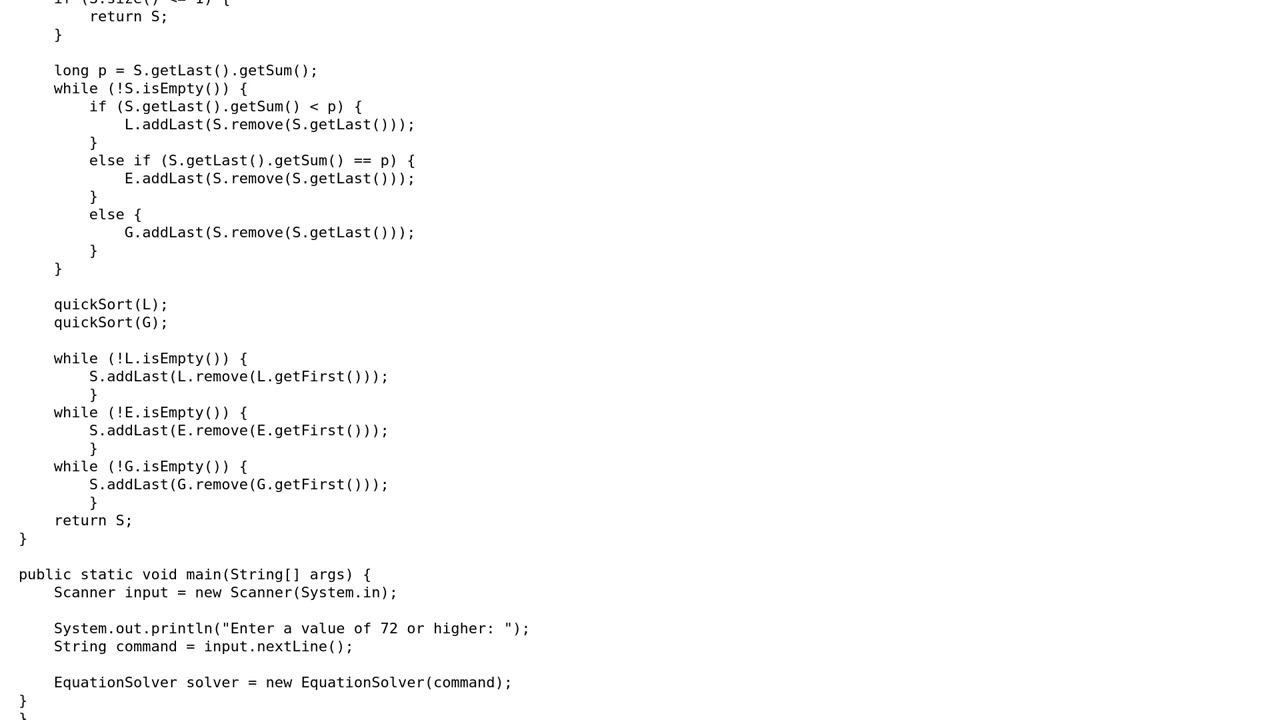 if (S.size() <= 1) {
return S;
}
long p = S.getLast().getSum();
while (!S.isEmpty()) {
if (S.getLast().getSum() < p) {
L.addLast(S.remove(S.getLast()));
}
else if (S.getLast().getSum() == p) {
E.addLast(S.remove(S.getLast()));
}
else {
G.addLast(S.remove(S.getLast()));
}
}
quickSort(L);
quickSort(G);
while (!L.isEmpty()) {
S.addLast(L.remove(L.getFirst()));
}
while (!E.isEmpty()) {
S.addLast(E.remove(E.getFirst()));
}
while (!G.isEmpty()) {
S.addLast(G.remove(G.getFirst()));
}
return S;
}
public static void main(String[] args) {
Scanner input = new Scanner(System.in);
System.out.println("Enter a value of 72 or higher: ");
String command = input.nextLine();
EquationSolver solver = new EquationSolver(command);
}
}